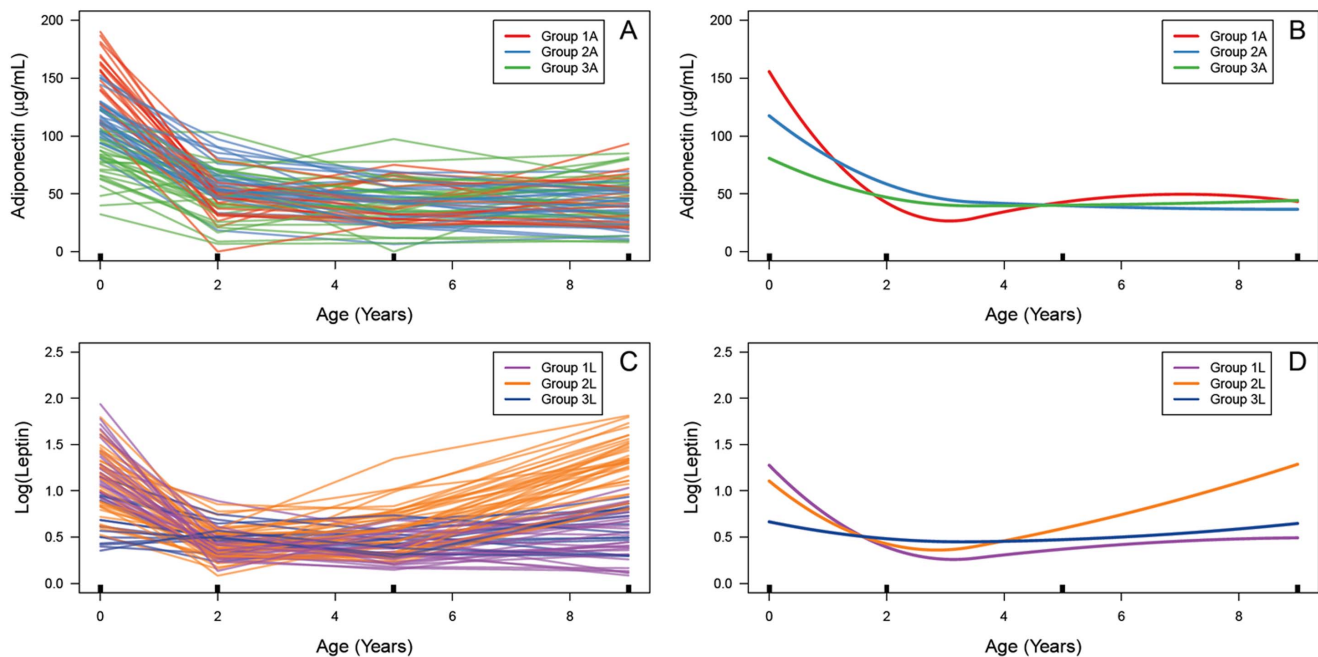 A
Group 1A
Group 2A
Group 3A
Adiponectin (µg/mL)
200
150
100
50
0
0 2 4 6 8
Age (Years)
B
Group 1A
Group 2A
Group 3A
Adiponectin (µg/mL)
200
150
100
50
0
0 2 4 6 8
Age (Years)
C
Group 1L
Group 2L
Group 3L
Log(Leptin)
2.5
2.0
1.5
1.0
0.5
0.0
0 2 4 6 8
Age (Years)
D
Group 1L
Group 2L
Group 3L
Log(Leptin)
2.5
2.0
1.5
1.0
0.5
0.0
0 2 4 6 8
Age (Years)